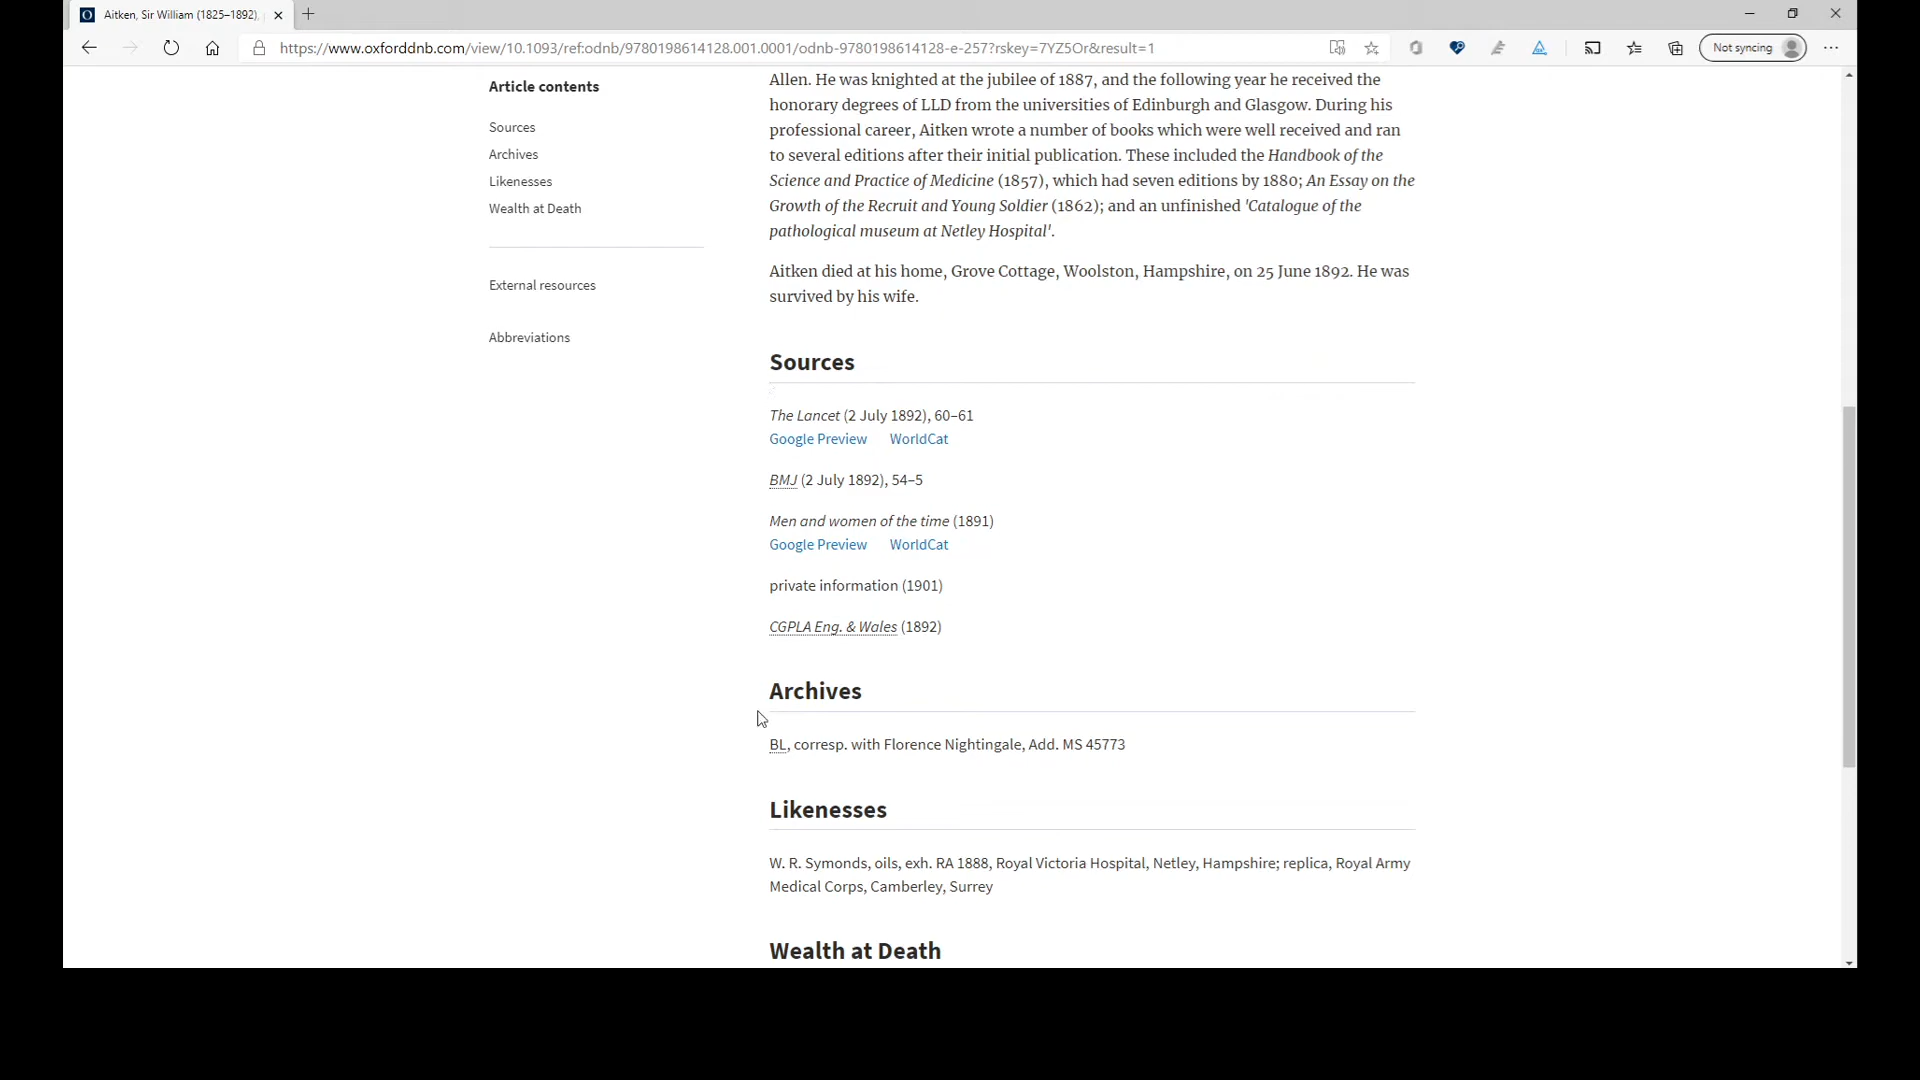 Aitken, Sir William (1825–1892),
https://www.oxforddnb.com/view/10.1093/ref:odnb/9780198614128.001.0001/odnb-9780198614128-e-257?rskey=7YZ5Or&result=1
Not syncing
Article contents
Sources
Archives
Likenesses
Wealth at Death
External resources
Abbreviations
Allen. He was knighted at the jubilee of 1887, and the following year he received the
honorary degrees of LLD from the universities of Edinburgh and Glasgow. During his
professional career, Aitken wrote a number of books which were well received and ran
to several editions after their initial publication. These included the Handbook of the
Science and Practice of Medicine (1857), which had seven editions by 1880; An Essay on the
Growth of the Recruit and Young Soldier (1862); and an unfinished 'Catalogue of the
pathological museum at Netley Hospital'.
Aitken died at his home, Grove Cottage, Woolston, Hampshire, on 25 June 1892. He was
survived by his wife.
Sources
The Lancet (2 July 1892), 60–61
Google Preview WorldCat
BMJ (2 July 1892), 54–5
Men and women of the time (1891)
Google Preview WorldCat
private information (1901)
CGPLA Eng. & Wales (1892)
Archives
BL, corresp. with Florence Nightingale, Add. MS 45773
Likenesses
W. R. Symonds, oils, exh. RA 1888, Royal Victoria Hospital, Netley, Hampshire; replica, Royal Army
Medical Corps, Camberley, Surrey
Wealth at Death